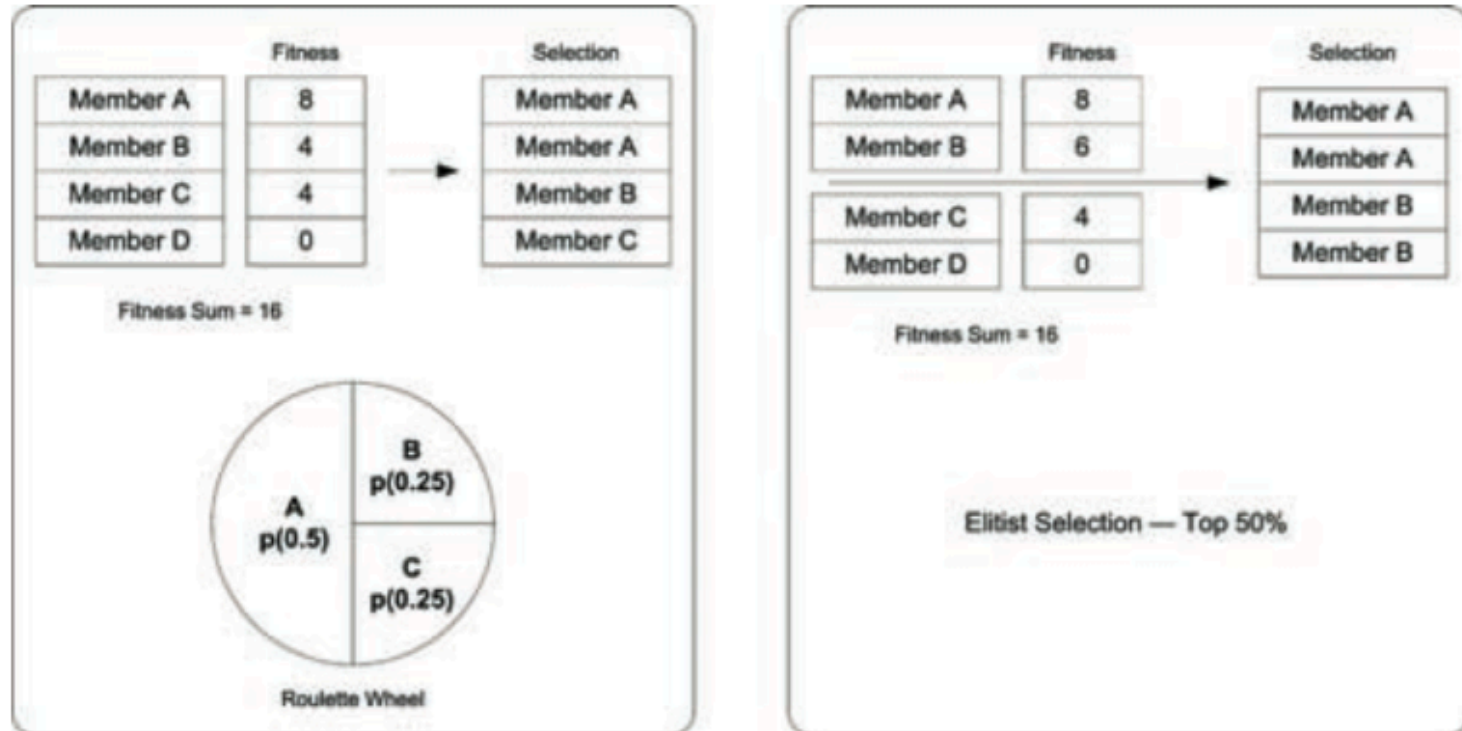 Fitness Selection
Member A 8 Member A
Member B 4 Member A
Member C 4 Member B
Member D 0 Member C
Fitness Sum = 16
B
p(0.25)
A
p(0.5)
C
p(0.25)
Roulette Wheel
Fitness Selection
Member A 8 Member A
Member B 6 Member A
Member C 4 Member B
Member D 0 Member B
Fitness Sum = 16
Elitist Selection — Top 50%